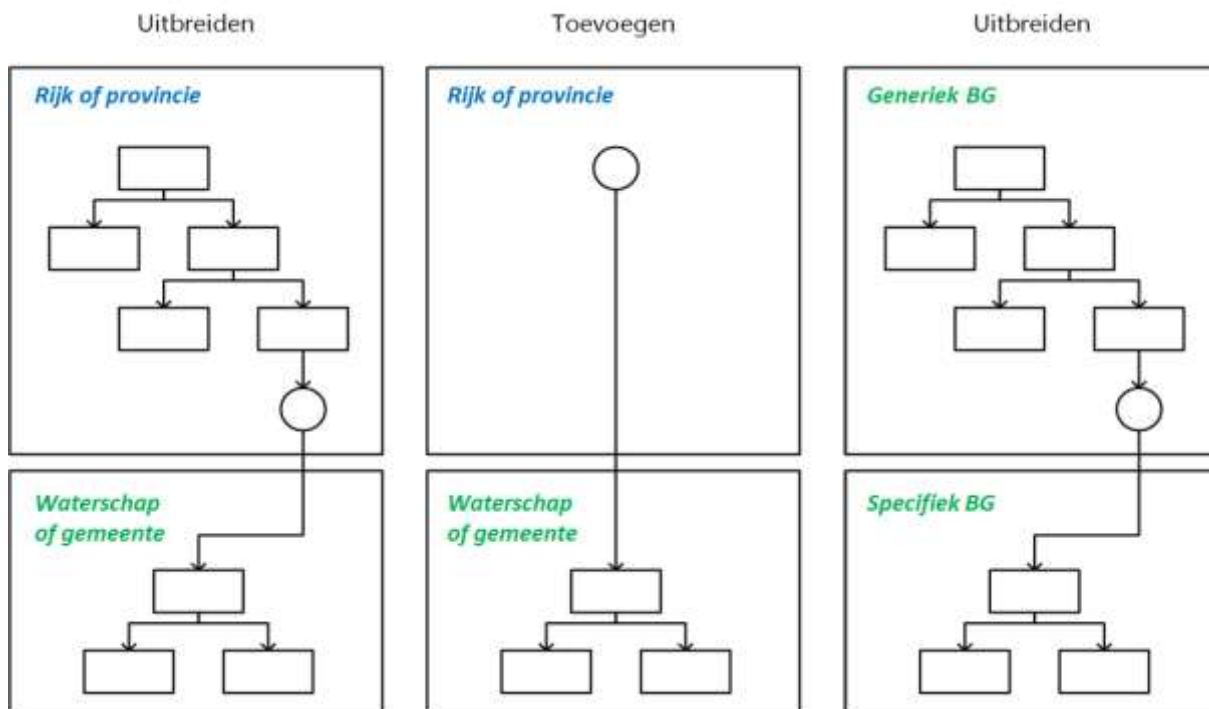 Uitbreiden
Toevoegen
Uitbreiden
Rijk of provincie
Rijk of provincie
Generiek BG
Waterschap
of gemeente
Waterschap
of gemeente
Specifiek BG